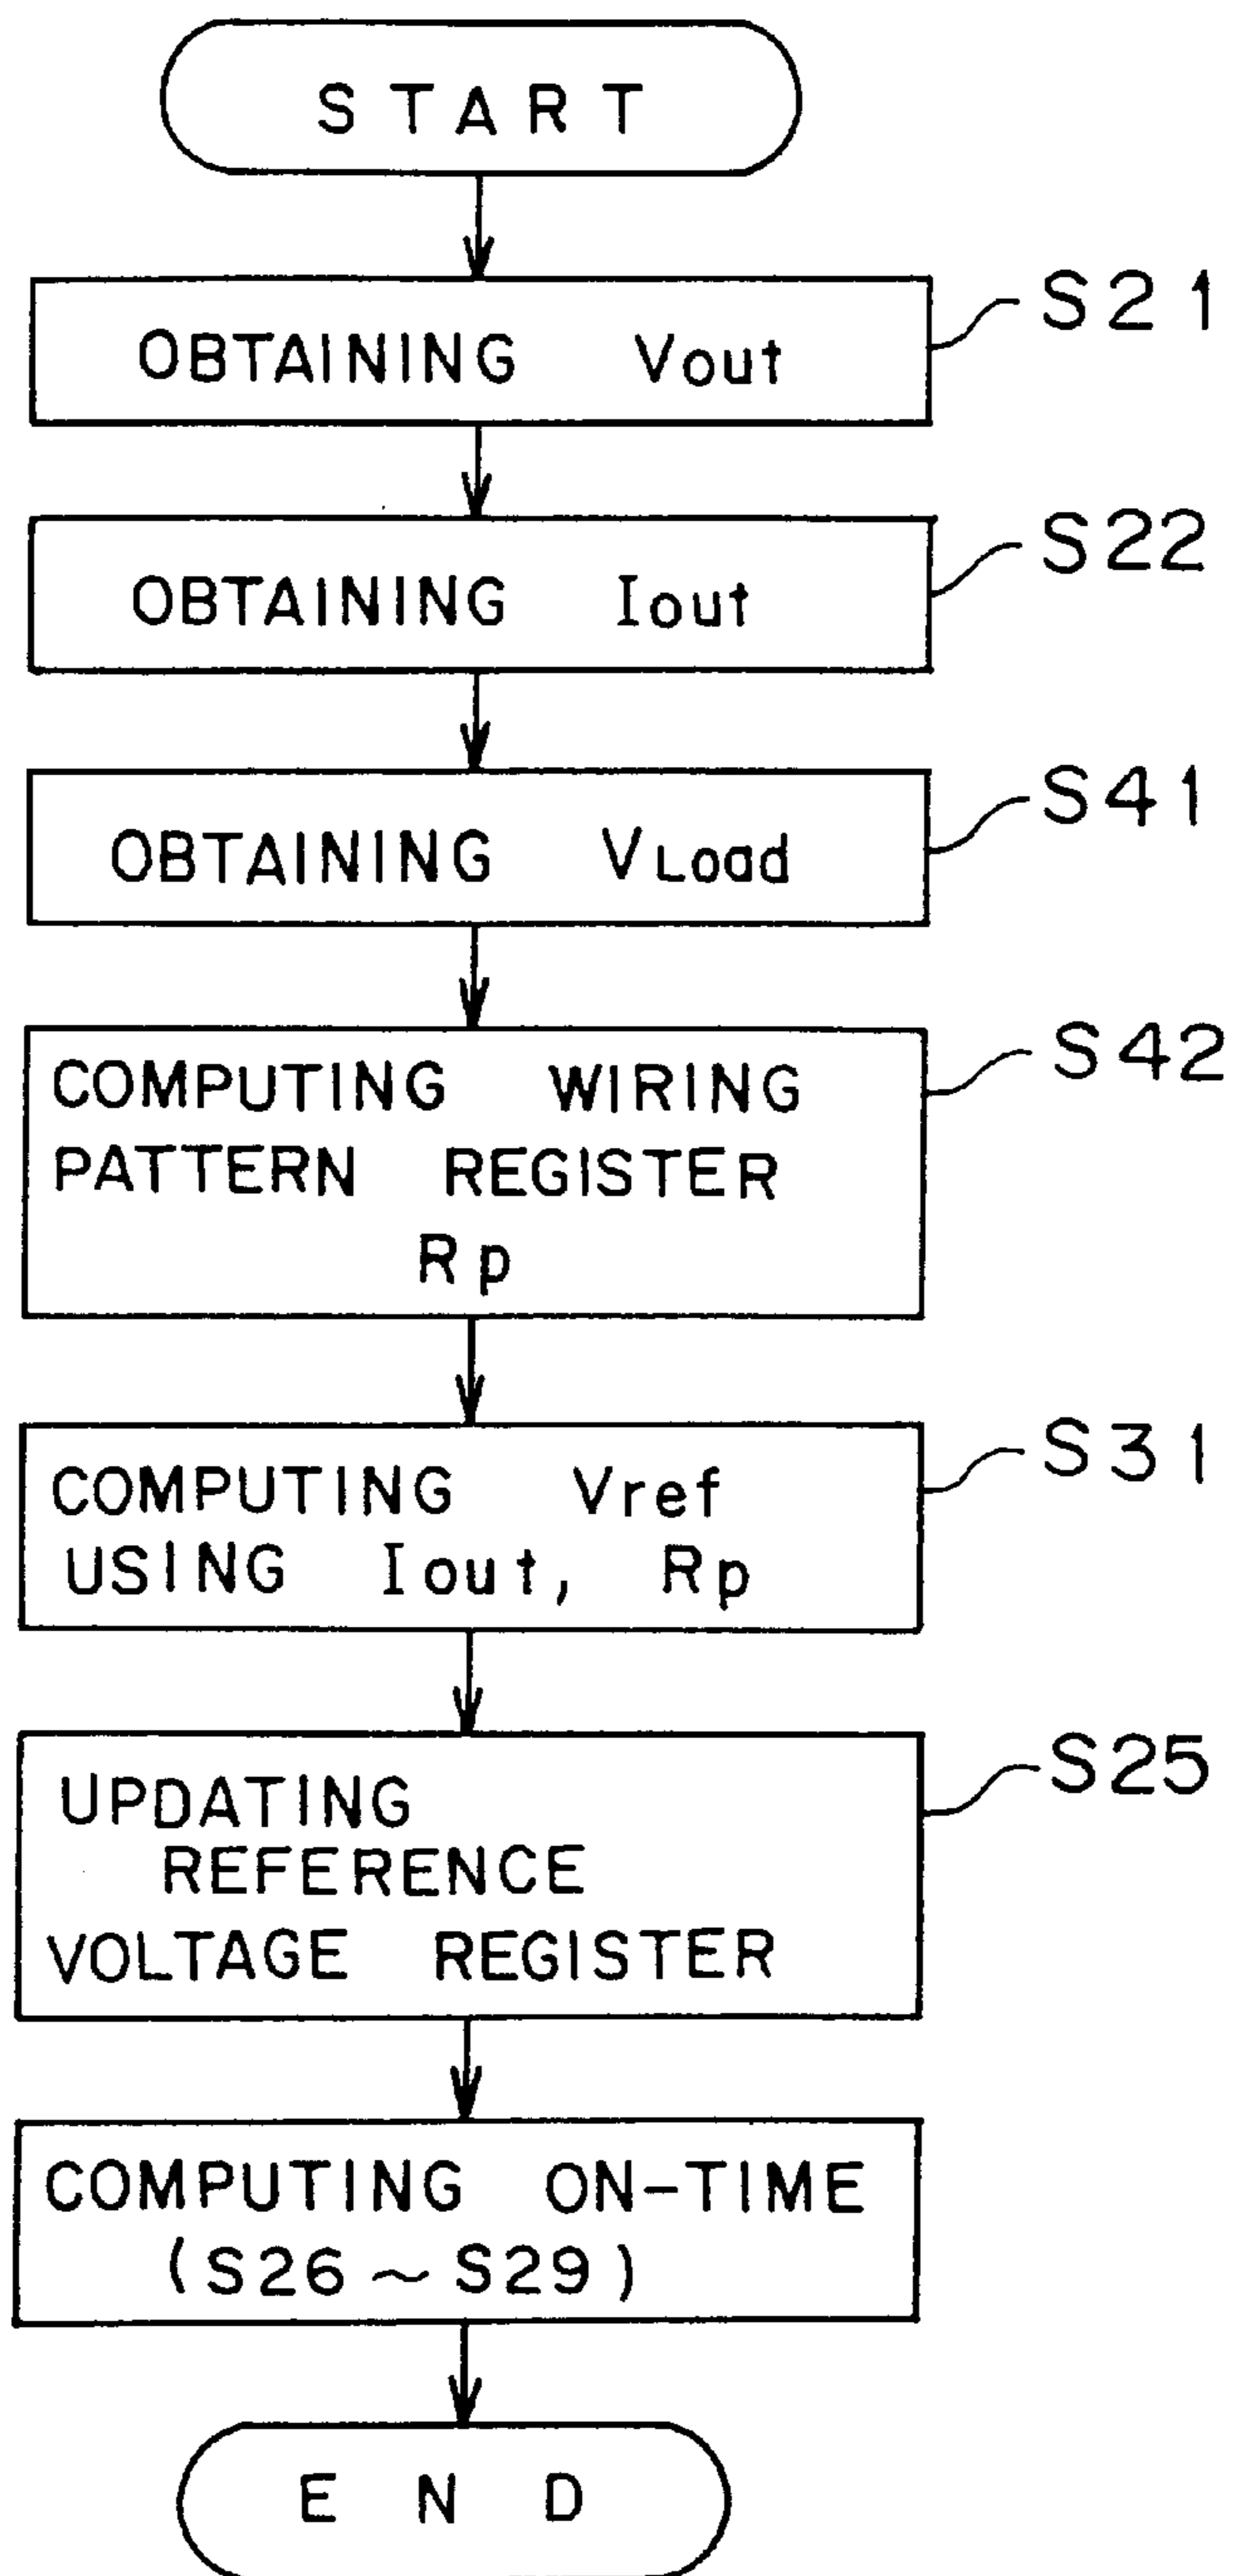 START
S21
OBTAINING Vout
S22
OBTAINING Iout
S41
OBTAINING VLoad
S42
COMPUTING WIRING
PATTERN REGISTER
Rp
S31
COMPUTING Vref
USING Iout, Rp
S25
UPDATING
REFERENCE
VOLTAGE REGISTER
COMPUTING ON-TIME
(S26~S29)
END